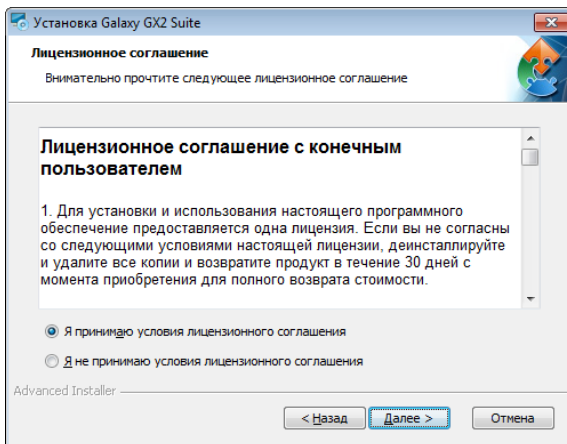 Установка Galaxy GX2 Suite
Лицензионное соглашение
Внимательно прочтите следующее лицензионное соглашение
Лицензионное соглашение с конечным
пользователем
1. Для установки и использования настоящего программного
обеспечение предоставляется одна лицензия. Если вы не согласны
со следующими условиями настоящей лицензии, деинсталлируйте
и удалите все копии и возвратите продукт в течение 30 дней с
момента приобретения для полного возврата стоимости.
Я принимаю условия лицензионного соглашения
Я не принимаю условия лицензионного соглашения
Advanced Installer
< Назад
Далее >
Отмена